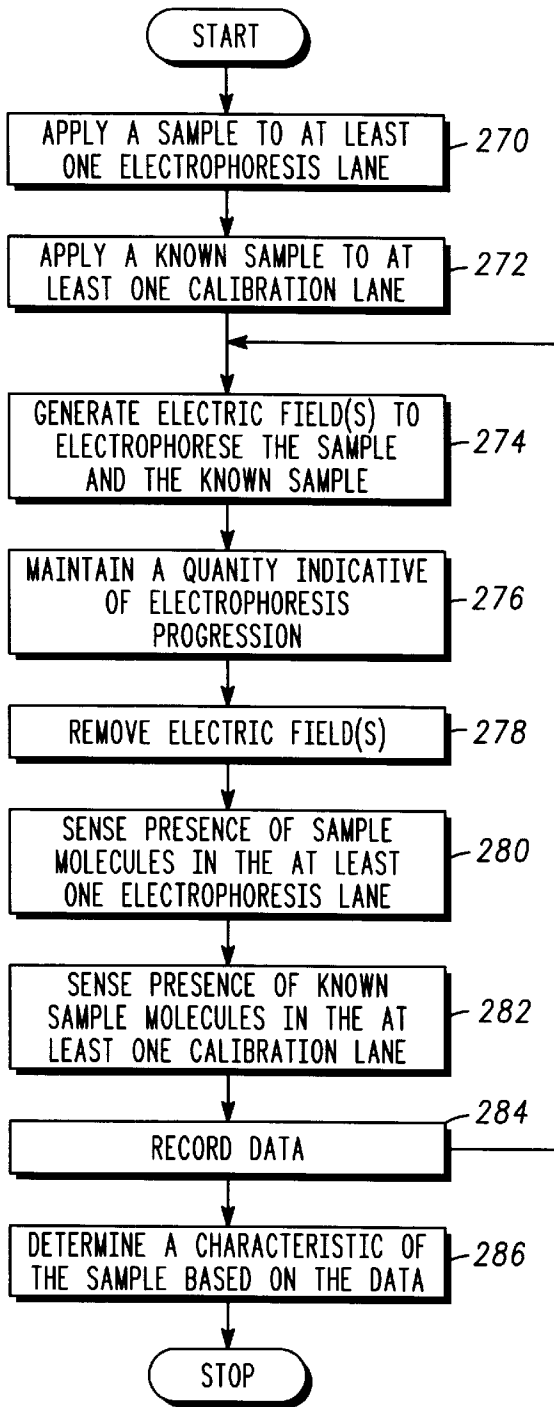 START
APPLY A SAMPLE TO AT LEAST
ONE ELECTROPHORESIS LANE
270
APPLY A KNOWN SAMPLE TO AT
LEAST ONE CALIBRATION LANE
272
GENERATE ELECTRIC FIELD(S) TO
ELECTROPHORESE THE SAMPLE
AND THE KNOWN SAMPLE
274
MAINTAIN A QUANITY INDICATIVE
OF ELECTROPHORESIS
PROGRESSION
276
REMOVE ELECTRIC FIELD(S)
278
SENSE PRESENCE OF SAMPLE
MOLECULES IN THE AT LEAST
ONE ELECTROPHORESIS LANE
280
SENSE PRESENCE OF KNOWN
SAMPLE MOLECULES IN THE AT
LEAST ONE CALIBRATION LANE
282
RECORD DATA
284
DETERMINE A CHARACTERISTIC OF
THE SAMPLE BASED ON THE DATA
286
STOP